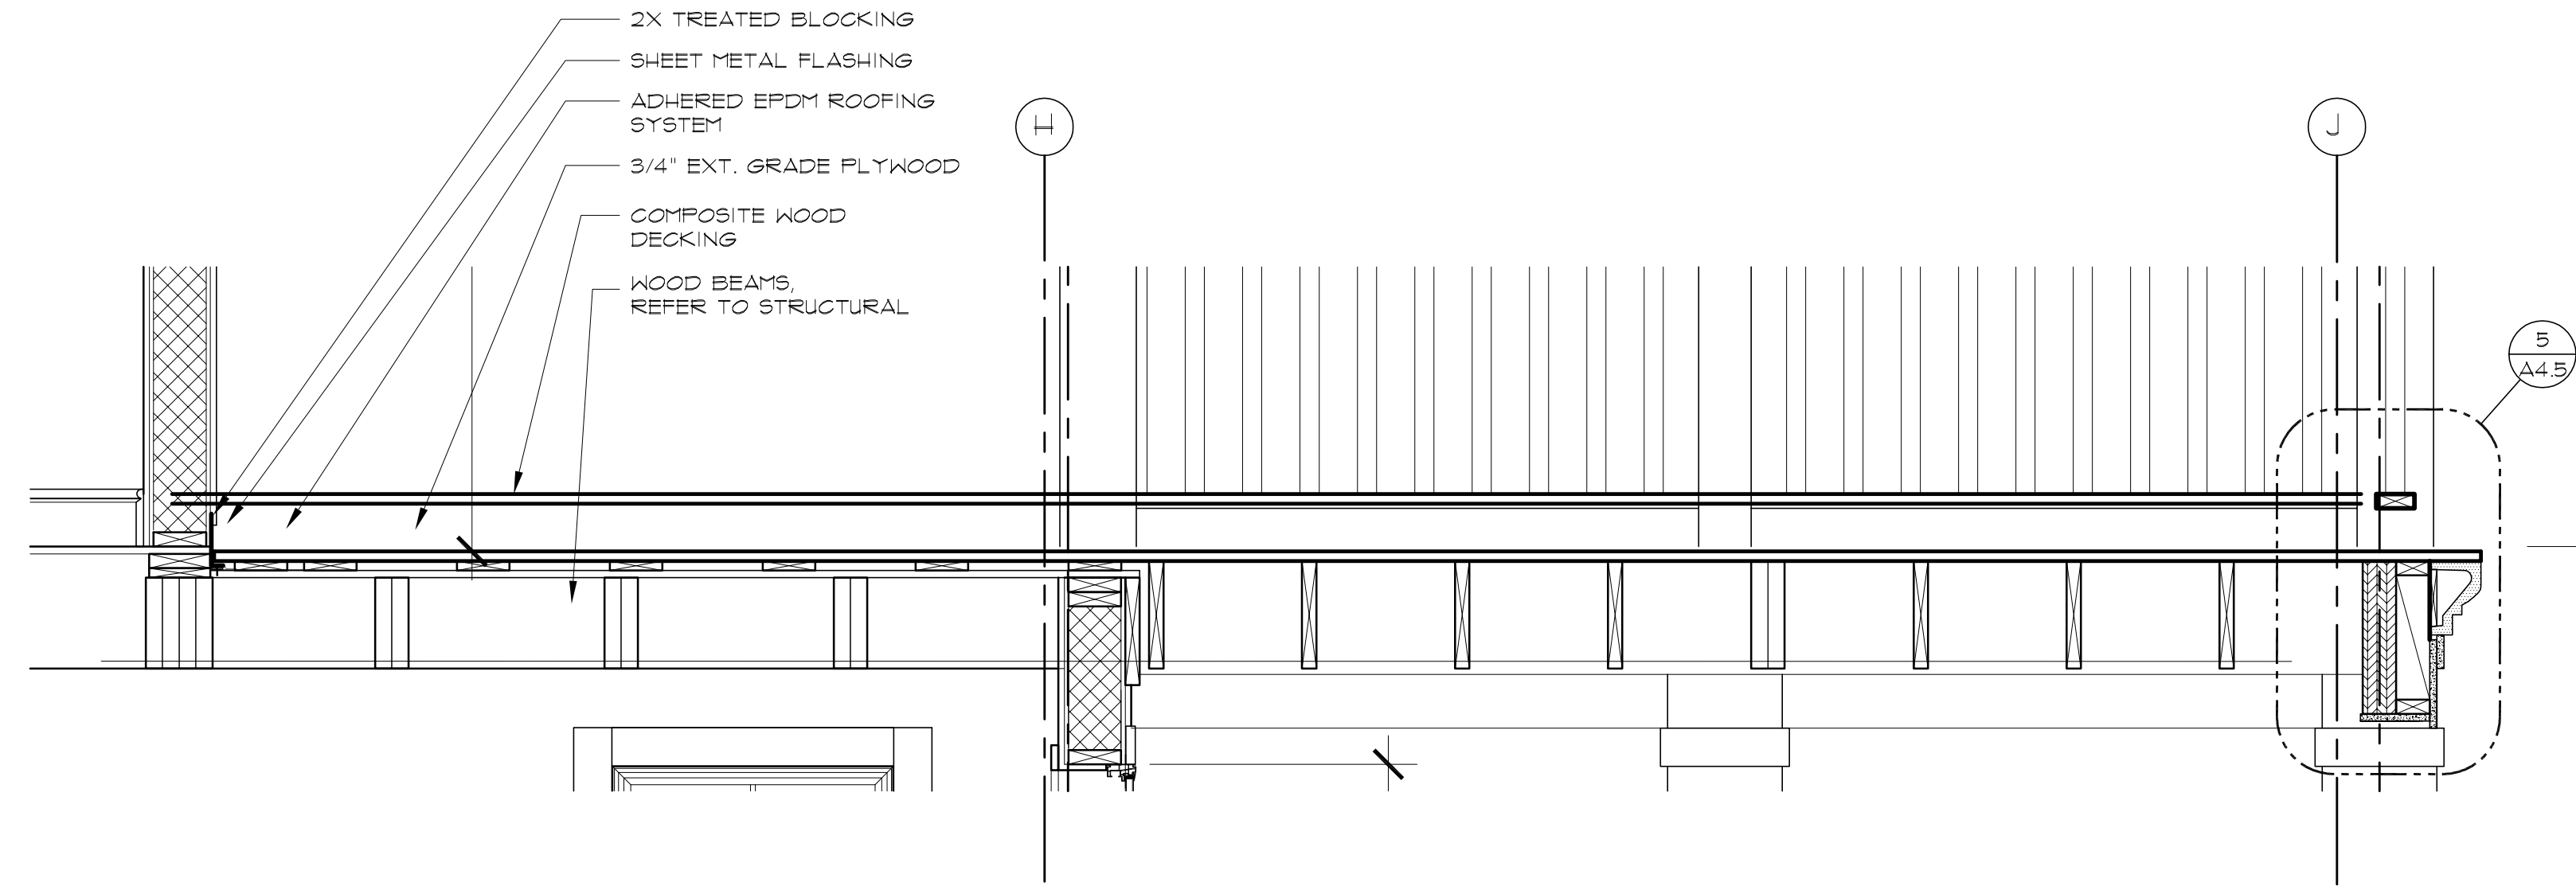 2X TREATED BLOCKING
SHEET METAL FLASHING
ADHERED EPDM ROOFING
SYSTEM
3/4" EXT. GRADE PLYWOOD
COMPOSITE WOOD
DECKING
WOOD BEAMS,
REFER TO STRUCTURAL
H
J
5
A4.5